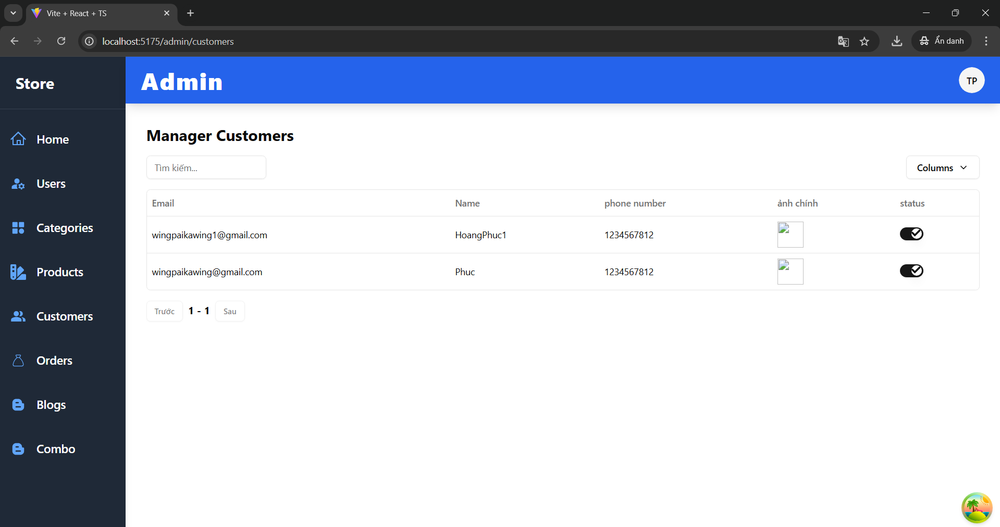 Vite + React + TS
localhost:5175/admin/customers
Ẩn danh
Store
Admin
TP
Home
Users
Categories
Products
Customers
Orders
Blogs
Combo
Manager Customers
Tìm kiếm...
Columns
Email Name phone number ảnh chính status
wingpaikawing1@gmail.com HoangPhuc1 1234567812
wingpaikawing@gmail.com Phuc 1234567812
Trước 1 - 1 Sau